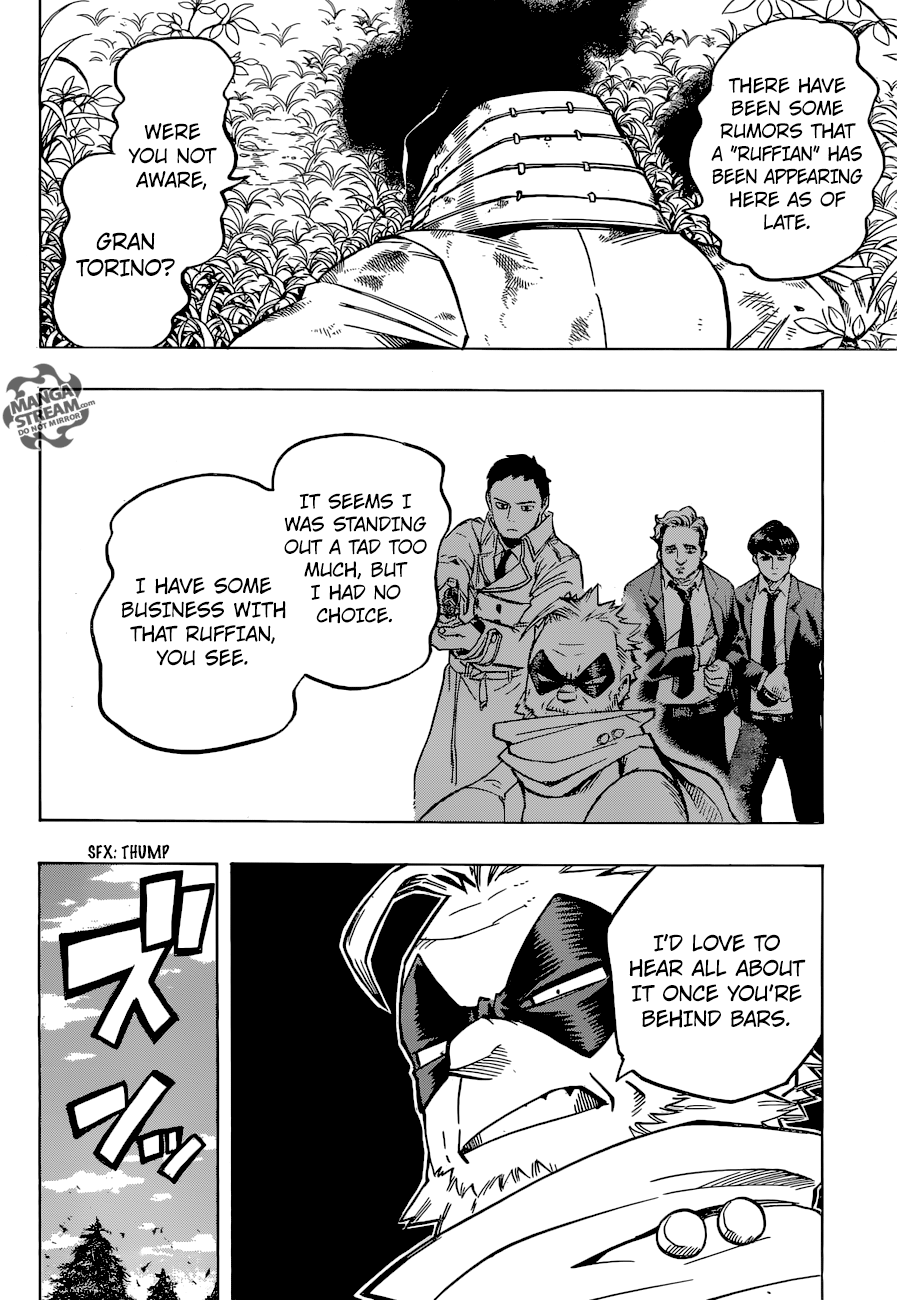 THERE HAVE
BEEN SOME
RUMORS THAT
A "RUFFIAN" HAS
BEEN APPEARING
HERE AS OF
LATE.
WERE
YOU NOT
AWARE,
GRAN
TORINO?
MANGA
STREAM.com
DO NOT MIRROR
IT SEEMS I
WAS STANDING
OUT A TAD TOO
MUCH, BUT
I HAD NO
CHOICE.
I HAVE SOME
BUSINESS WITH
THAT RUFFIAN,
YOU SEE.
I'D LOVE TO
HEAR ALL ABOUT
IT ONCE YOU'RE
BEHIND BARS.
SFX: THUMP
ズズンッ